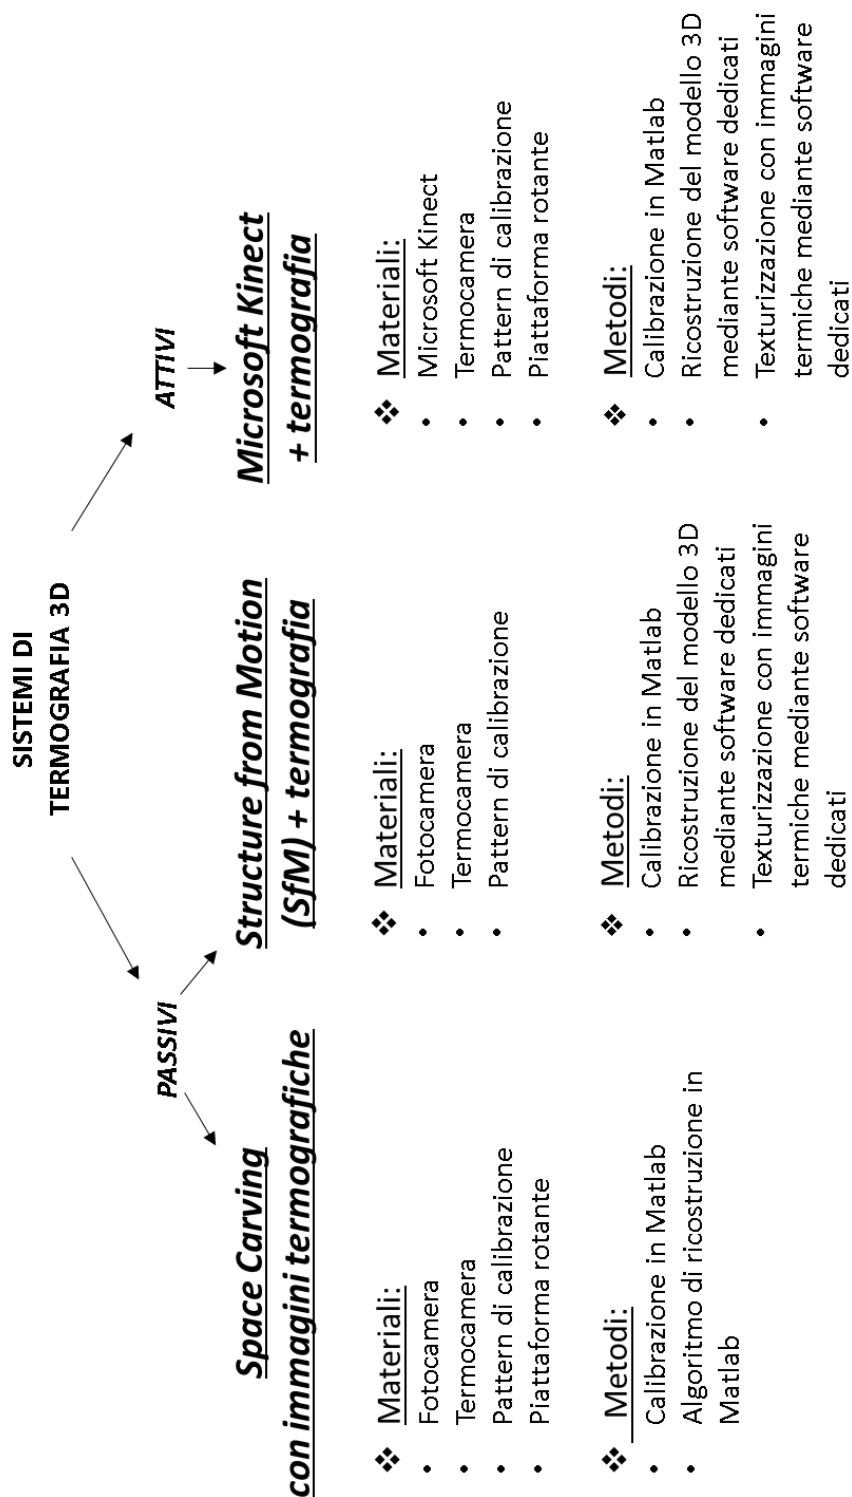 SISTEMI DI
TERMOGRAFIA 3D
PASSIVI
ATTIVI
Space Carving
con immagini termografiche
❖ Materiali:
• Fotocamera
• Termocamera
• Pattern di calibrazione
• Piattaforma rotante
❖ Metodi:
• Calibrazione in Matlab
• Algoritmo di ricostruzione in
Matlab
Structure from Motion
(SfM) + termografia
❖ Materiali:
• Fotocamera
• Termocamera
• Pattern di calibrazione
❖ Metodi:
• Calibrazione in Matlab
• Ricostruzione del modello 3D
mediante software dedicati
• Texturizzazione con immagini
termiche mediante software
dedicati
Microsoft Kinect
+ termografia
❖ Materiali:
• Microsoft Kinect
• Termocamera
• Pattern di calibrazione
• Piattaforma rotante
❖ Metodi:
• Calibrazione in Matlab
• Ricostruzione del modello 3D
mediante software dedicati
• Texturizzazione con immagini
termiche mediante software
dedicati